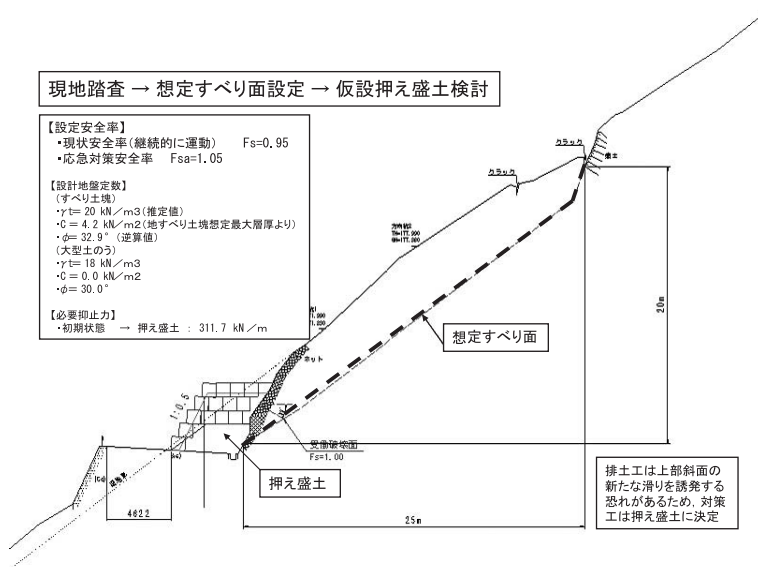 現地踏査 → 想定すべり面設定 → 仮設押え盛土検討
【設定安全率】
・現状安全率(継続的に運動) Fs=0.95
・応急対策安全率 Fsa=1.05
【設計地盤定数】
(すべり土塊)
・γt= 20 kN/m3(推定値)
・C = 4.2 kN/m2(地すべり土塊想定最大層厚より)
・φ= 32.9°(逆算値)
(大型土のう)
・γt= 18 kN/m3
・C = 0.0 kN/m2
・φ= 30.0°
【必要抑止力】
・初期状態 → 押え盛土 : 311.7 kN/m
クラック
クラック
20m
想定すべり面
1:0.5
受働破壊面
Fs=1.00
押え盛土
4622
25m
排土工は上部斜面の
新たな滑りを誘発する
恐れがあるため,対策
工は押え盛土に決定